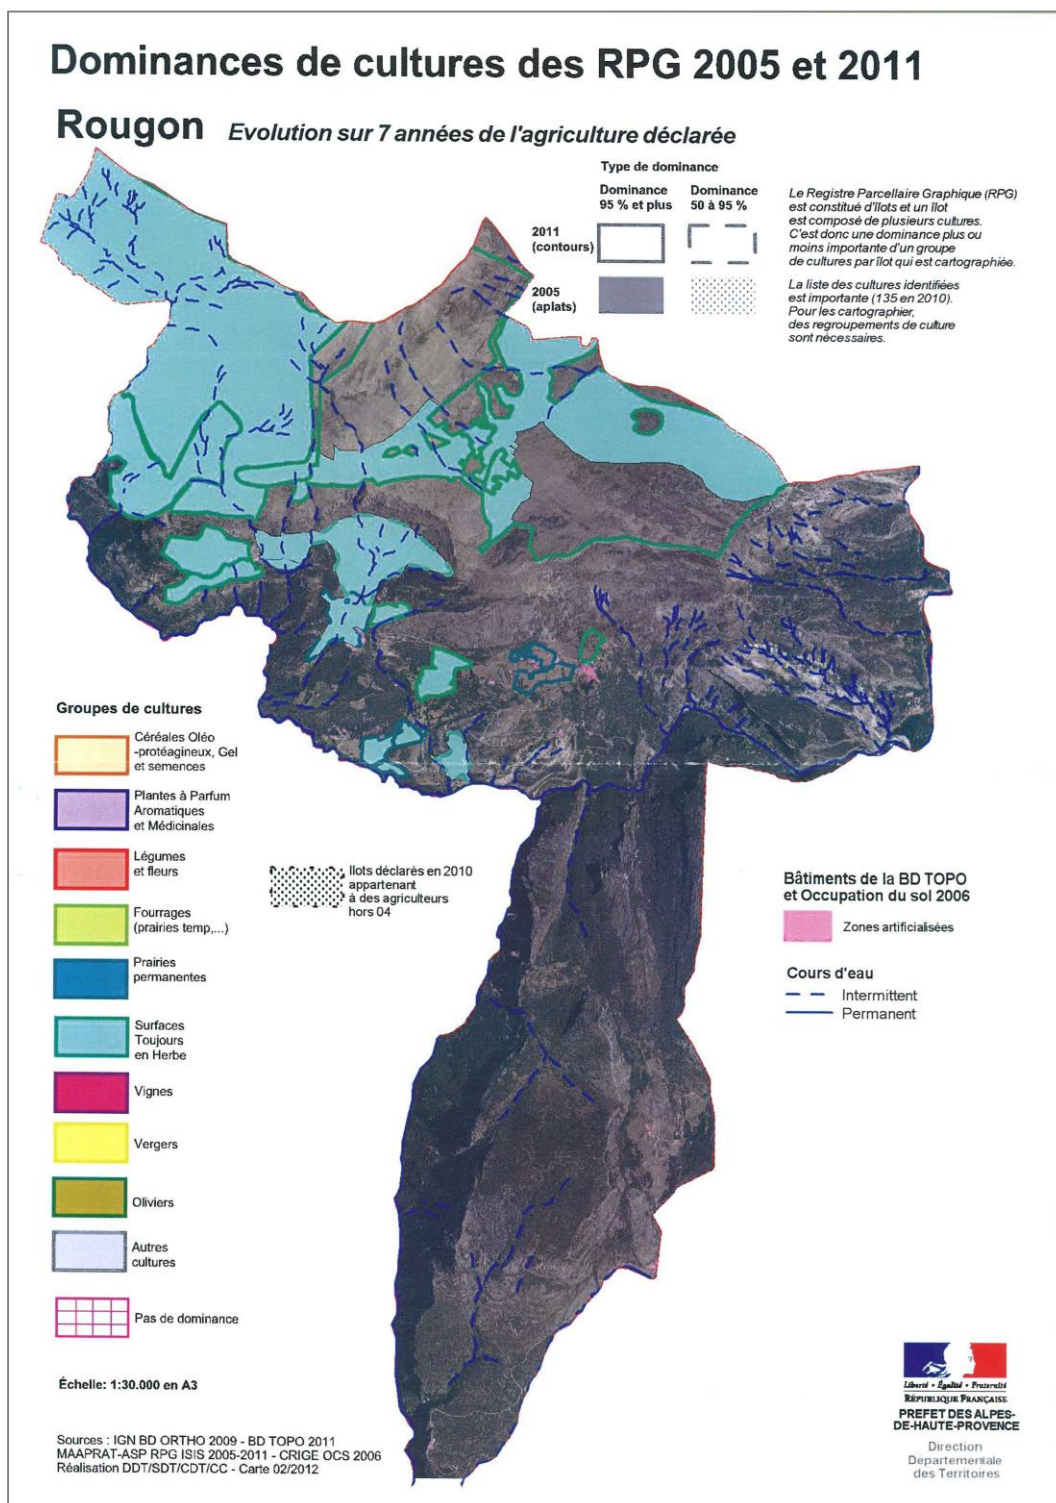 Dominances de cultures des RPG 2005 et 2011
Rougon Evolution sur 7 années de l'agriculture déclarée
Type de dominance
Dominance
95 % et plus
Dominance
50 à 95 %
2011
(contours)
2005
(aplats)
Le Registre Parcellaire Graphique (RPG)
est constitué d'îlots et un îlot
est composé de plusieurs cultures.
C'est donc une dominance plus ou
moins importante d'un groupe
de cultures par îlot qui est cartographiée.
La liste des cultures identifiées
est importante (135 en 2010).
Pour les cartographier,
des regroupements de culture
sont nécessaires.
Groupes de cultures
Céréales Oléo
-protéagineux, Gel
et semences
Plantes à Parfum
Aromatiques
et Médicinales
Légumes
et fleurs
Fourrages
(prairies temp,...)
Prairies
permanentes
Surfaces
Toujours
en Herbe
Vignes
Vergers
Oliviers
Autres
cultures
Pas de dominance
Ilots déclarés en 2010
appartenant
à des agriculteurs
hors 04
Bâtiments de la BD TOPO
et Occupation du sol 2006
Zones artificialisées
Cours d'eau
Intermittent
Permanent
Échelle: 1:30.000 en A3
Sources : IGN BD ORTHO 2009 - BD TOPO 2011
MAAPRAT-ASP RPG ISIS 2005-2011 - CRIGE OCS 2006
Réalisation DDT/SDT/CDT/CC - Carte 02/2012
Liberté • Égalité • Fraternité
RÉPUBLIQUE FRANÇAISE
PREFET DES ALPES-
DE-HAUTE-PROVENCE
Direction
Départementale
des Territoires